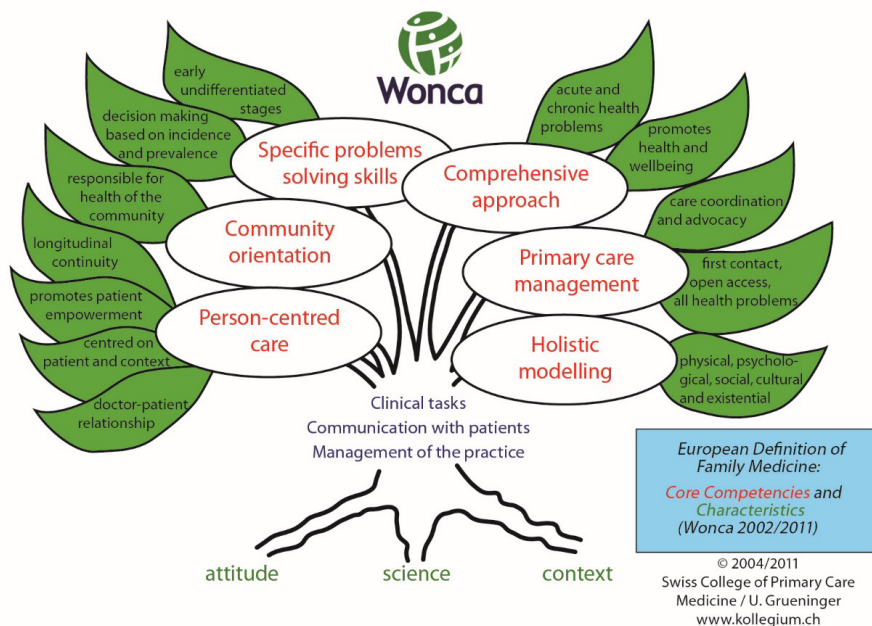 Wonca
early
undifferentiated
stages
decision making
based on incidence
and prevalence
responsible for
health of the
community
longitudinal
continuity
promotes patient
empowerment
centred on
patient and context
doctor-patient
relationship
Specific problems
solving skills
Community
orientation
Person-centred
care
Comprehensive
approach
Primary care
management
Holistic
modelling
acute and
chronic health
problems
promotes
health and
wellbeing
care coordination
and advocacy
first contact,
open access,
all health problems
physical, psycholo-
gical, social, cultural
and existential
Clinical tasks
Communication with patients
Management of the practice
attitude
science
context
European Definition of
Family Medicine:
Core Competencies and
Characteristics
(Wonca 2002/2011)
© 2004/2011
Swiss College of Primary Care
Medicine / U. Grueninger
www.kollegium.ch